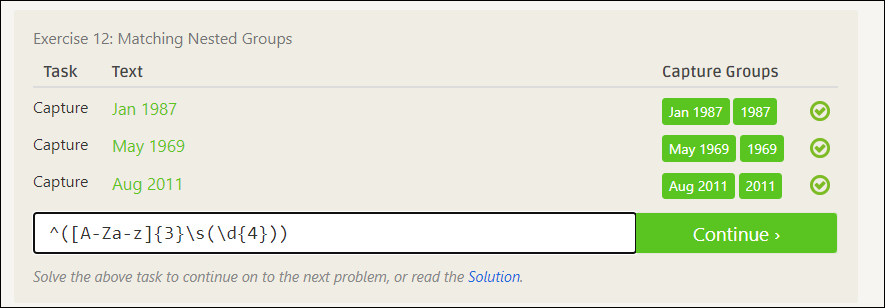 Exercise 12: Matching Nested Groups
Task Text Capture Groups
Capture Jan 1987 Jan 1987 1987
Capture May 1969 May 1969 1969
Capture Aug 2011 Aug 2011 2011
^([A-Za-z]{3}\s(\d{4})) Continue ›
Solve the above task to continue on to the next problem, or read the Solution.